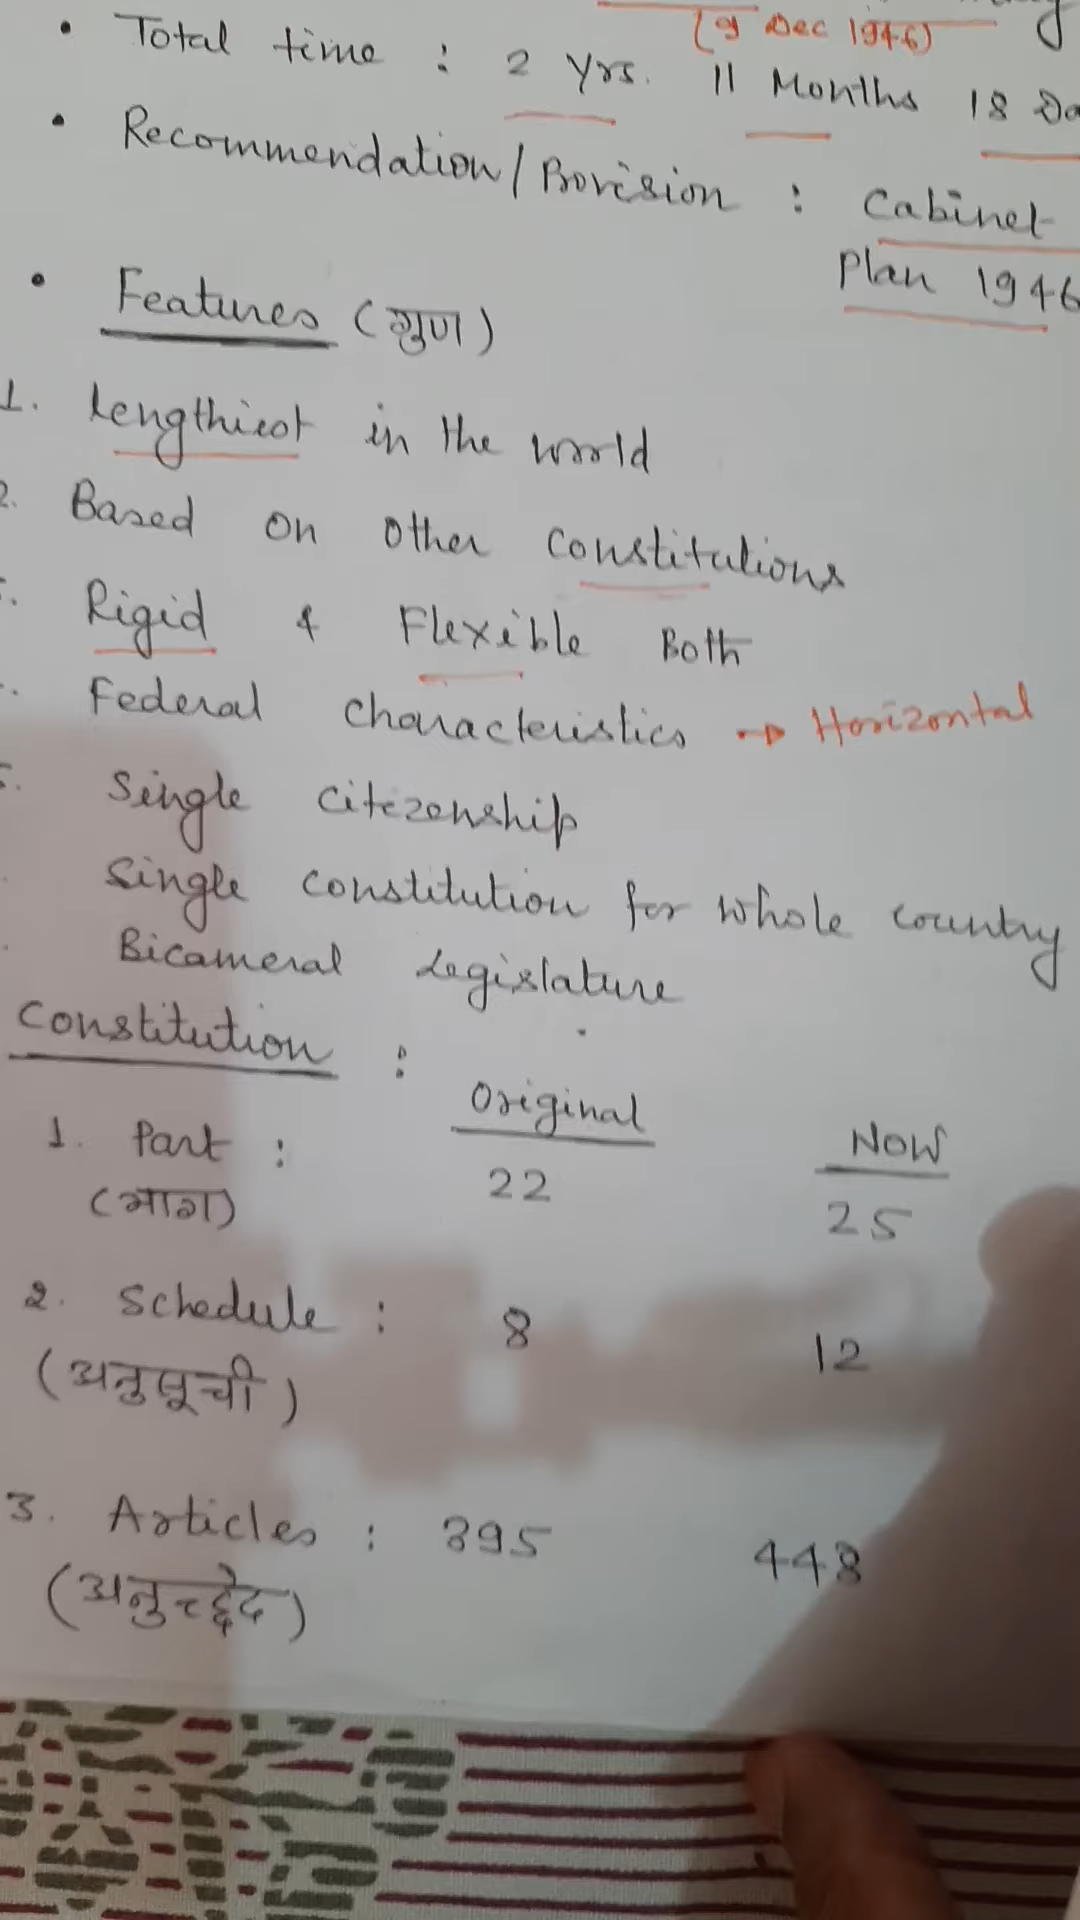 (9 Dec 1946)
• Total time : 2 Yrs. 11 Months 18 Da
• Recommendation/Provision : Cabinet
Plan 1946
• Features (गुण)
1. Lengthiest in the world
2. Based on other Constitutions
Rigid & Flexible Both
Federal characteristics → Horizontal
Single citizenship
Single constitution for whole country
Bicameral Legislature
Constitution :
Original Now
1. Part : 22 25
(भाग)
2. Schedule : 8 12
(अनुसूची)
3. Articles : 395 448
(अनुच्छेद)